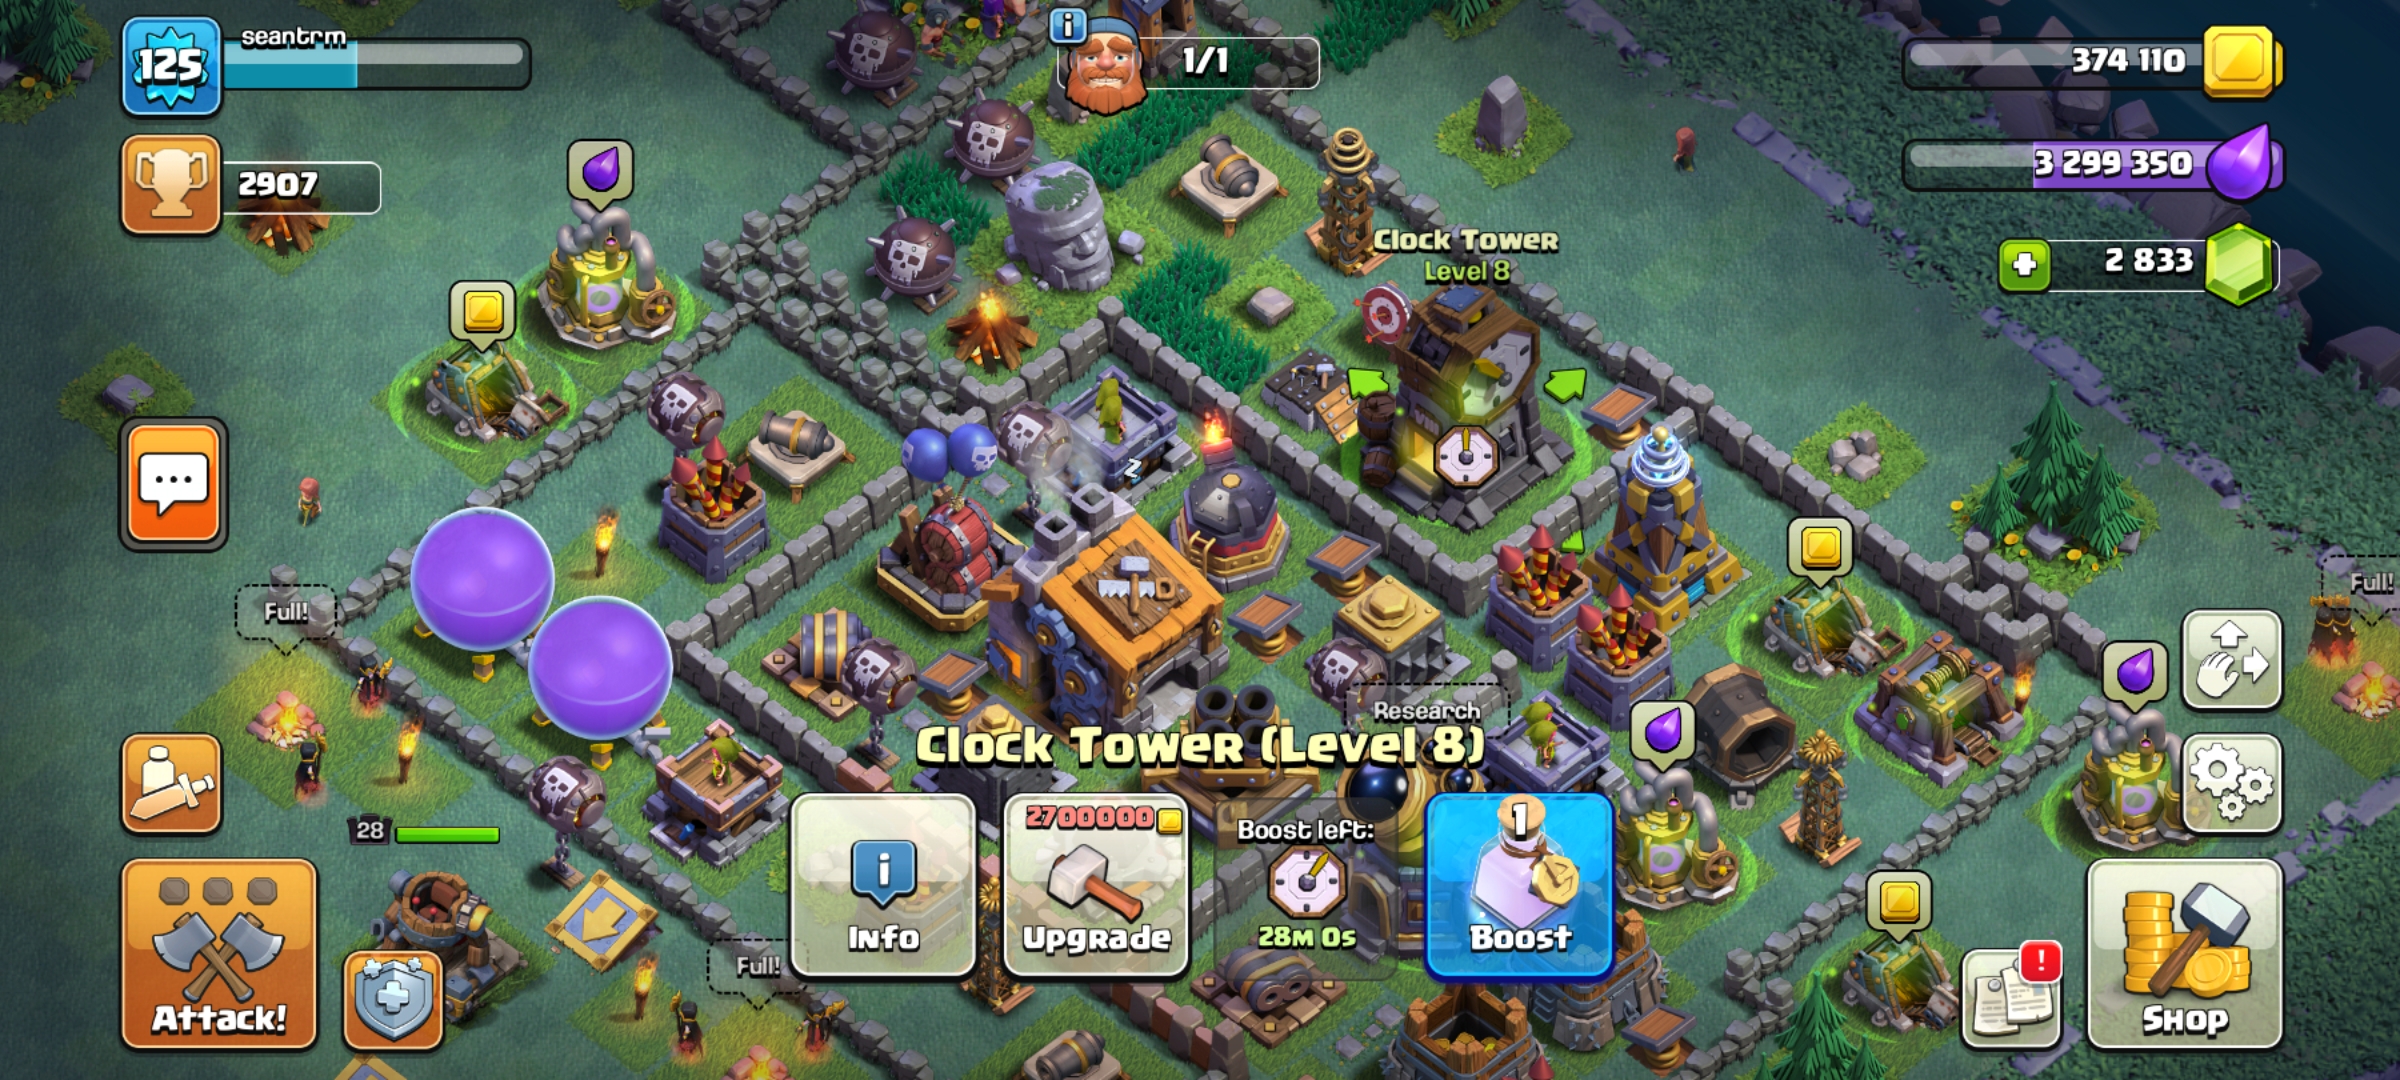 125
seantrm
1/1
374 110
2907
3 299 350
2 833
Clock Tower
Level 8
z
Full!
Full!
Research
Clock Tower (Level 8)
28
2700000
Boost left:
1
Info
Upgrade
28m 0s
Boost
Full!
Attack!
!
Shop